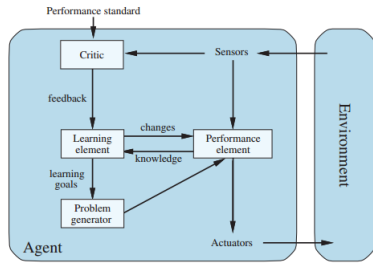 Performance standard
Critic
Sensors
feedback
changes
Learning
element
Performance
element
knowledge
learning
goals
Problem
generator
Agent
Actuators
Environment